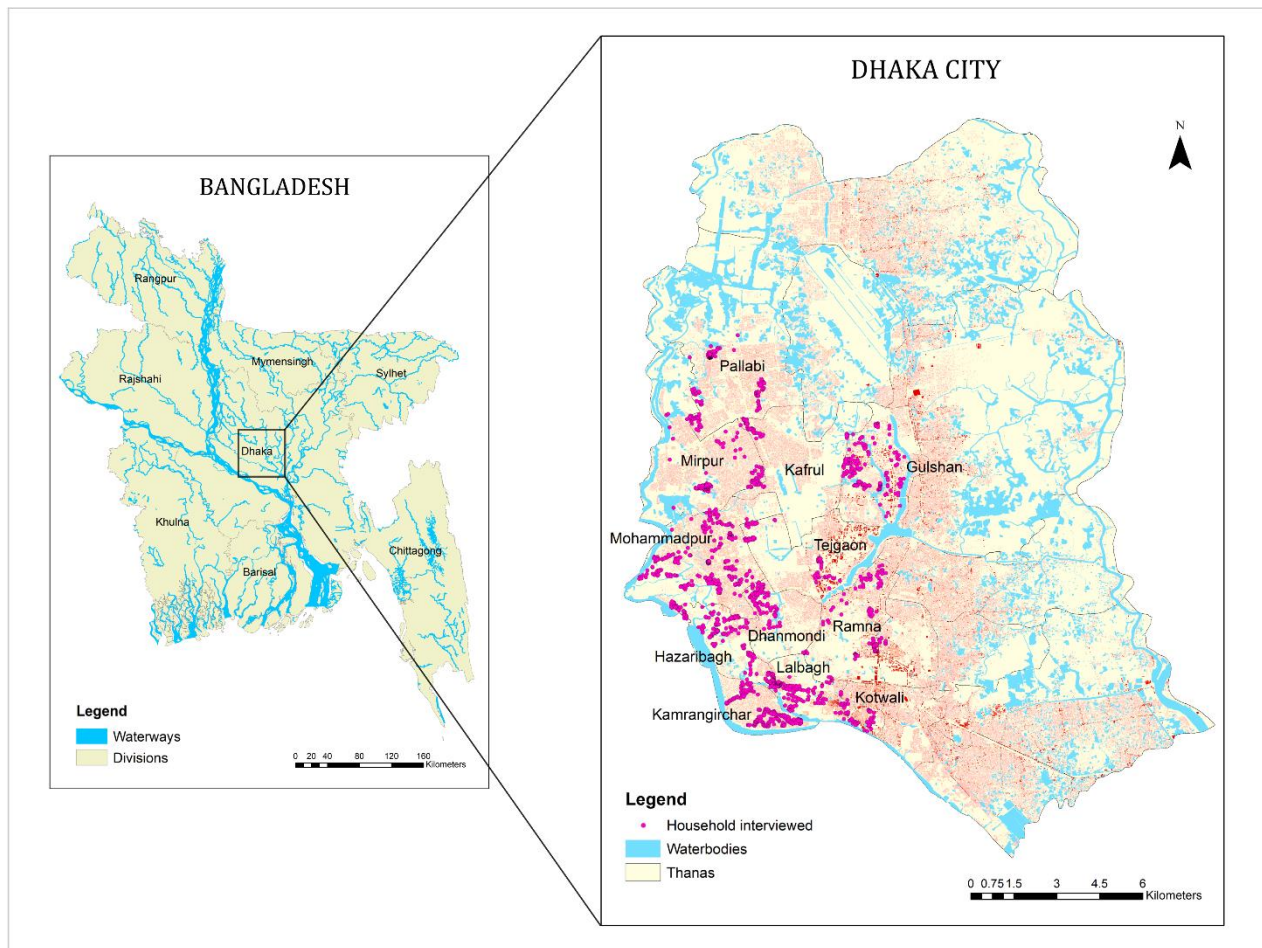 BANGLADESH
Rangpur
Mymensingh
Sylhet
Rajshahi
Dhaka
Khulna
Chittagong
Barisal
Legend
Waterways
Divisions
0 10 20 40 80 120 160
Kilometers
DHAKA CITY
N
Pallabi
Mirpur
Kafrul
Gulshan
Mohammadpur
Tejgaon
Ramna
Dhanmondi
Hazaribagh
Lalbagh
Kotwali
Kamrangirchar
Legend
Household interviewed
Waterbodies
Thanas
0 0.75 1.5 3 4.5 6
Kilometers